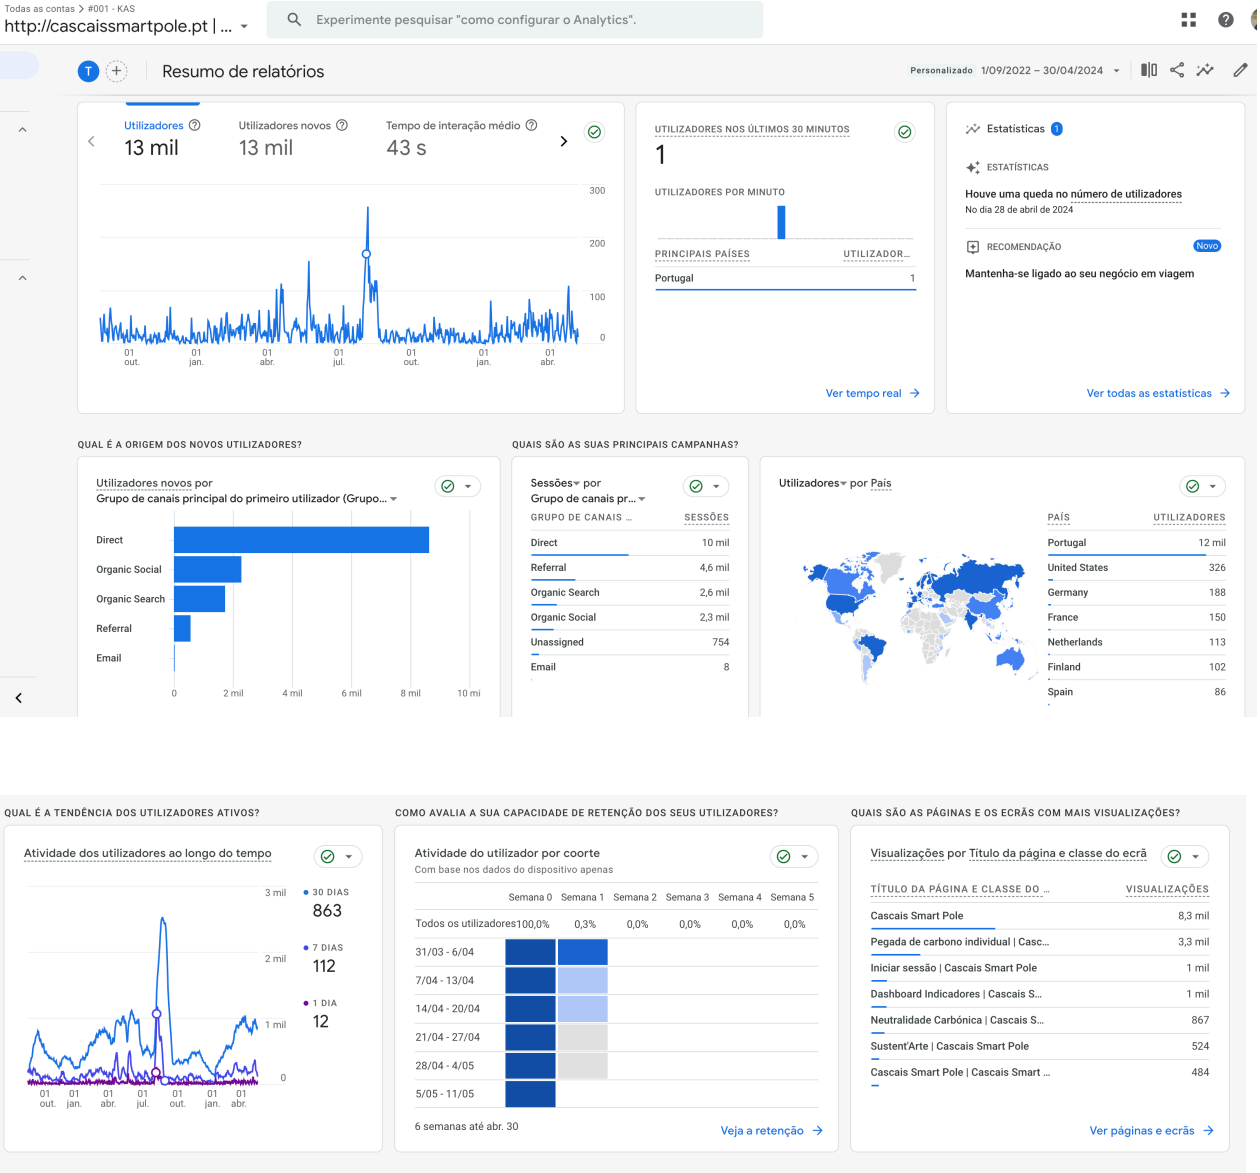 Todas as contas > #001 - KAS
http://cascaissmartpole.pt | ...
Experimente pesquisar "como configurar o Analytics".
T
Resumo de relatórios
Personalizado 1/09/2022 – 30/04/2024
Utilizadores
13 mil
Utilizadores novos
13 mil
Tempo de interação médio
43 s
300
200
100
0
01 out.
01 jan.
01 abr.
01 jul.
01 out.
01 jan.
01 abr.
UTILIZADORES NOS ÚLTIMOS 30 MINUTOS
1
UTILIZADORES POR MINUTO
PRINCIPAIS PAÍSES UTILIZADOR...
Portugal 1
Ver tempo real
Estatísticas 1
ESTATÍSTICAS
Houve uma queda no número de utilizadores
No dia 28 de abril de 2024
RECOMENDAÇÃO Novo
Mantenha-se ligado ao seu negócio em viagem
Ver todas as estatísticas
QUAL É A ORIGEM DOS NOVOS UTILIZADORES?
Utilizadores novos por
Grupo de canais principal do primeiro utilizador (Grupo...
Direct
Organic Social
Organic Search
Referral
Email
0 2 mil 4 mil 6 mil 8 mil 10 mi
QUAIS SÃO AS SUAS PRINCIPAIS CAMPANHAS?
Sessões por
Grupo de canais pr...
GRUPO DE CANAIS ... SESSÕES
Direct 10 mil
Referral 4,6 mil
Organic Search 2,6 mil
Organic Social 2,3 mil
Unassigned 754
Email 8
Utilizadores por País
PAÍS UTILIZADORES
Portugal 12 mil
United States 326
Germany 188
France 150
Netherlands 113
Finland 102
Spain 86
QUAL É A TENDÊNCIA DOS UTILIZADORES ATIVOS?
Atividade dos utilizadores ao longo do tempo
3 mil
2 mil
1 mil
0
01 out.
01 jan.
01 abr.
01 jul.
01 out.
01 jan.
01 abr.
30 DIAS
863
7 DIAS
112
1 DIA
12
COMO AVALIA A SUA CAPACIDADE DE RETENÇÃO DOS SEUS UTILIZADORES?
Atividade do utilizador por coorte
Com base nos dados do dispositivo apenas
Semana 0 Semana 1 Semana 2 Semana 3 Semana 4 Semana 5
Todos os utilizadores 100,0% 0,3% 0,0% 0,0% 0,0% 0,0%
31/03 - 6/04
7/04 - 13/04
14/04 - 20/04
21/04 - 27/04
28/04 - 4/05
5/05 - 11/05
6 semanas até abr. 30
Veja a retenção
QUAIS SÃO AS PÁGINAS E OS ECRÃS COM MAIS VISUALIZAÇÕES?
Visualizações por Título da página e classe do ecrã
TÍTULO DA PÁGINA E CLASSE DO ... VISUALIZAÇÕES
Cascais Smart Pole 8,3 mil
Pegada de carbono individual | Casc... 3,3 mil
Iniciar sessão | Cascais Smart Pole 1 mil
Dashboard Indicadores | Cascais S... 1 mil
Neutralidade Carbónica | Cascais S... 867
Sustent'Arte | Cascais Smart Pole 524
Cascais Smart Pole | Cascais Smart ... 484
Ver páginas e ecrãs